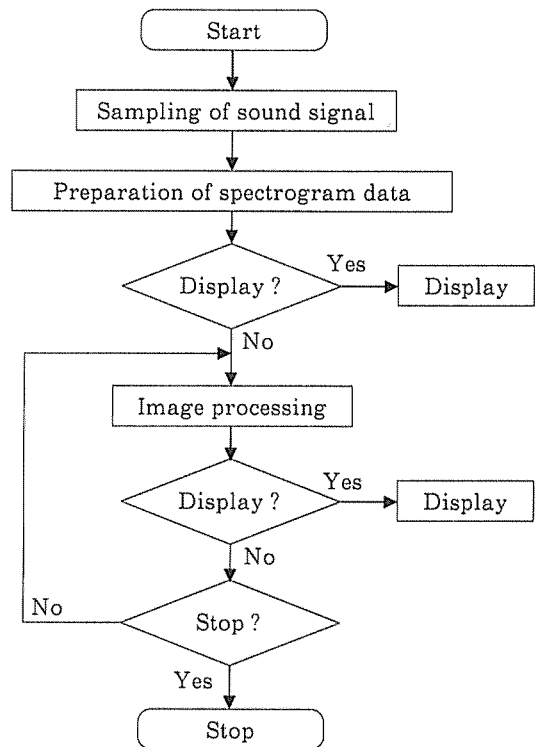 Start
Sampling of sound signal
Preparation of spectrogram data
Display ?
Yes
Display
No
Image processing
Display ?
Yes
Display
No
Stop ?
No
Yes
Stop